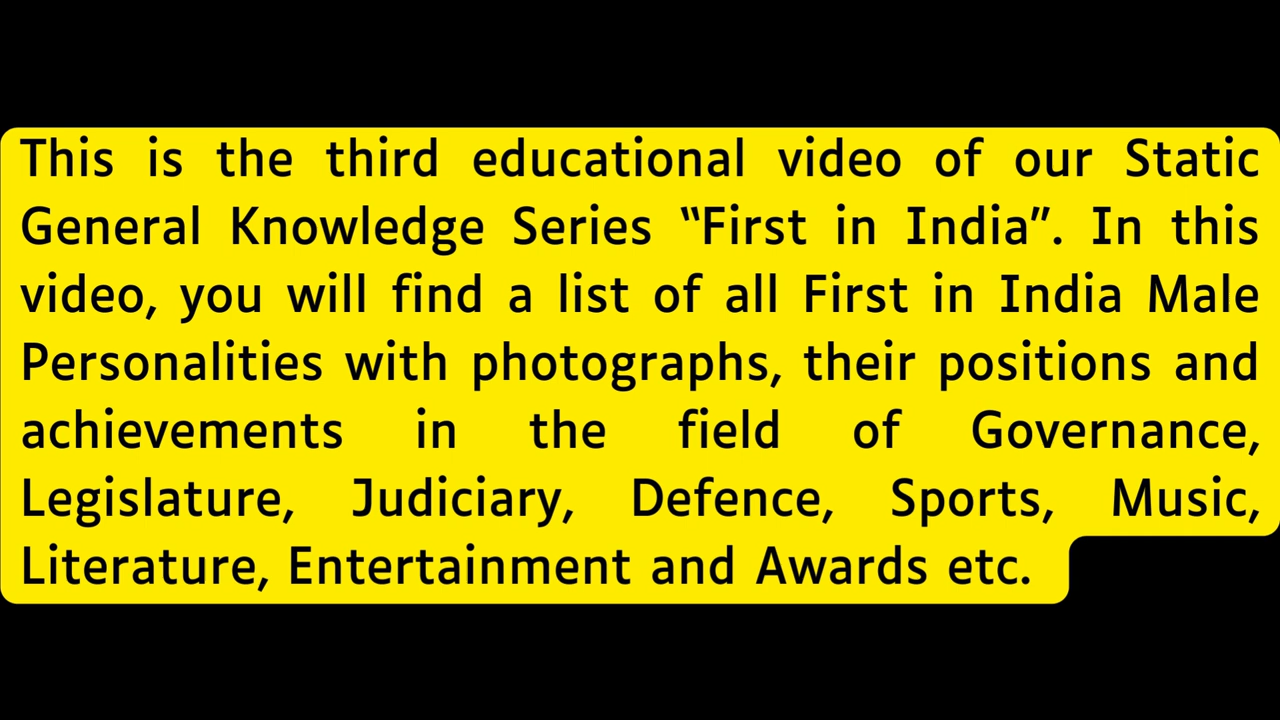 This is the third educational video of our Static
General Knowledge Series “First in India”. In this
video, you will find a list of all First in India Male
Personalities with photographs, their positions and
achievements in the field of Governance,
Legislature, Judiciary, Defence, Sports, Music,
Literature, Entertainment and Awards etc.